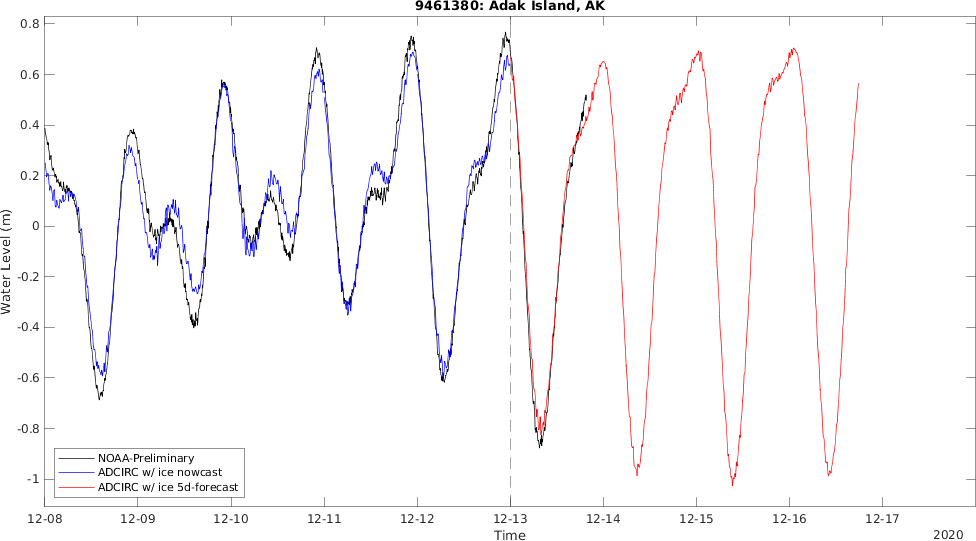 9461380: Adak Island, AK
0.8
0.6
0.4
0.2
0
-0.2
-0.4
-0.6
-0.8
-1
Water Level (m)
NOAA-Preliminary
ADCIRC w/ ice nowcast
ADCIRC w/ ice 5d-forecast
12-08 12-09 12-10 12-11 12-12 12-13 12-14 12-15 12-16 12-17
Time
2020